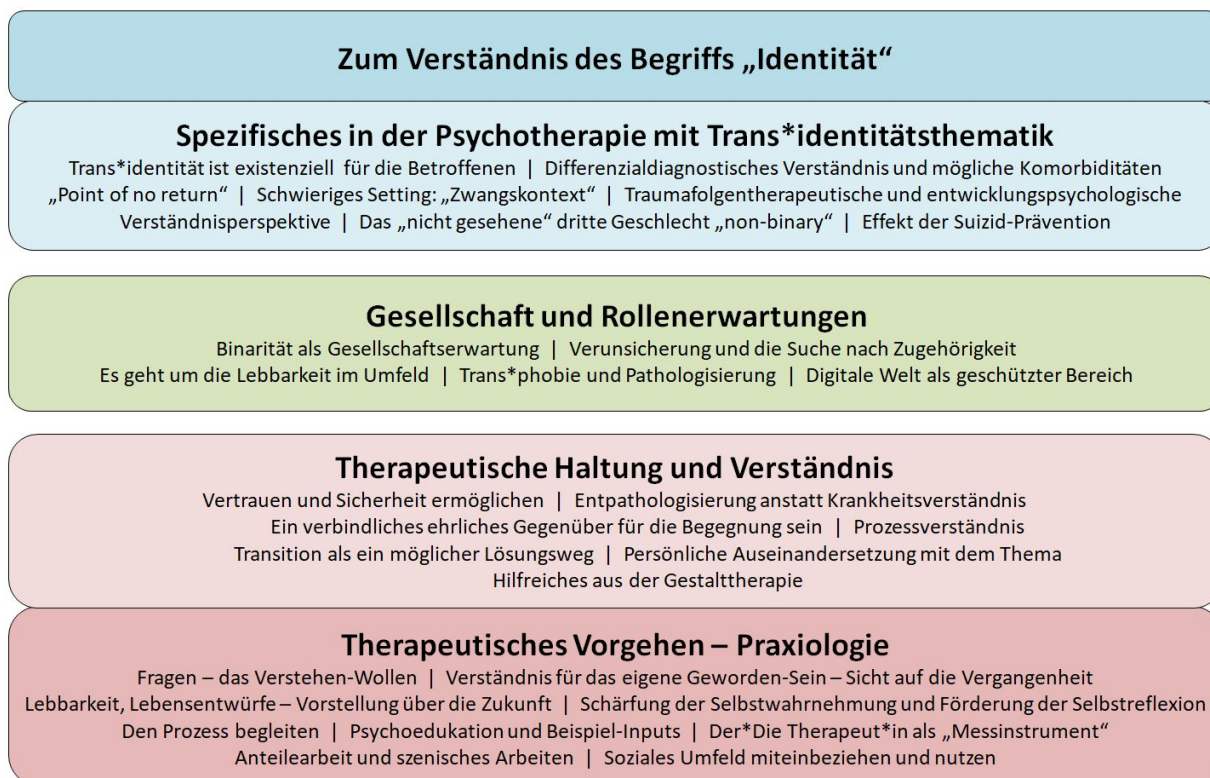 Zum Verständnis des Begriffs „Identität“
Spezifisches in der Psychotherapie mit Trans*identitätsthematik
Trans*identität ist existenziell für die Betroffenen | Differenzialdiagnostisches Verständnis und mögliche Komorbiditäten
„Point of no return“ | Schwieriges Setting: „Zwangskontext“ | Traumafolgentherapeutische und entwicklungspsychologische
Verständnisperspektive | Das „nicht gesehene“ dritte Geschlecht „non-binary“ | Effekt der Suizid-Prävention
Gesellschaft und Rollenerwartungen
Binarität als Gesellschaftserwartung | Verunsicherung und die Suche nach Zugehörigkeit
Es geht um die Lebbarkeit im Umfeld | Trans*phobie und Pathologisierung | Digitale Welt als geschützter Bereich
Therapeutische Haltung und Verständnis
Vertrauen und Sicherheit ermöglichen | Entpathologisierung anstatt Krankheitsverständnis
Ein verbindliches ehrliches Gegenüber für die Begegnung sein | Prozessverständnis
Transition als ein möglicher Lösungsweg | Persönliche Auseinandersetzung mit dem Thema
Hilfreiches aus der Gestalttherapie
Therapeutisches Vorgehen – Praxiologie
Fragen – das Verstehen-Wollen | Verständnis für das eigene Geworden-Sein – Sicht auf die Vergangenheit
Lebbarkeit, Lebensentwürfe – Vorstellung über die Zukunft | Schärfung der Selbstwahrnehmung und Förderung der Selbstreflexion
Den Prozess begleiten | Psychoedukation und Beispiel-Inputs | Der*Die Therapeut*in als „Messinstrument“
Anteilearbeit und szenisches Arbeiten | Soziales Umfeld miteinbeziehen und nutzen